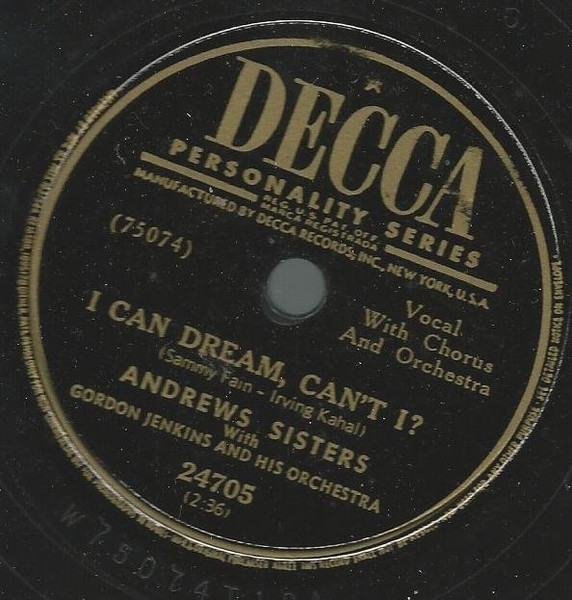 DECCA
PERSONALITY SERIES
REG. U.S. PAT. OFF.
MARCA REGISTRADA
MANUFACTURED BY DECCA RECORDS, INC., NEW YORK, U.S.A.
(75074)
Vocal
With Chorus
And Orchestra
I CAN DREAM, CAN'T I?
(Sammy Fain - Irving Kahal)
ANDREWS SISTERS
With
GORDON JENKINS AND HIS ORCHESTRA
24705
(2:36)
W 75074